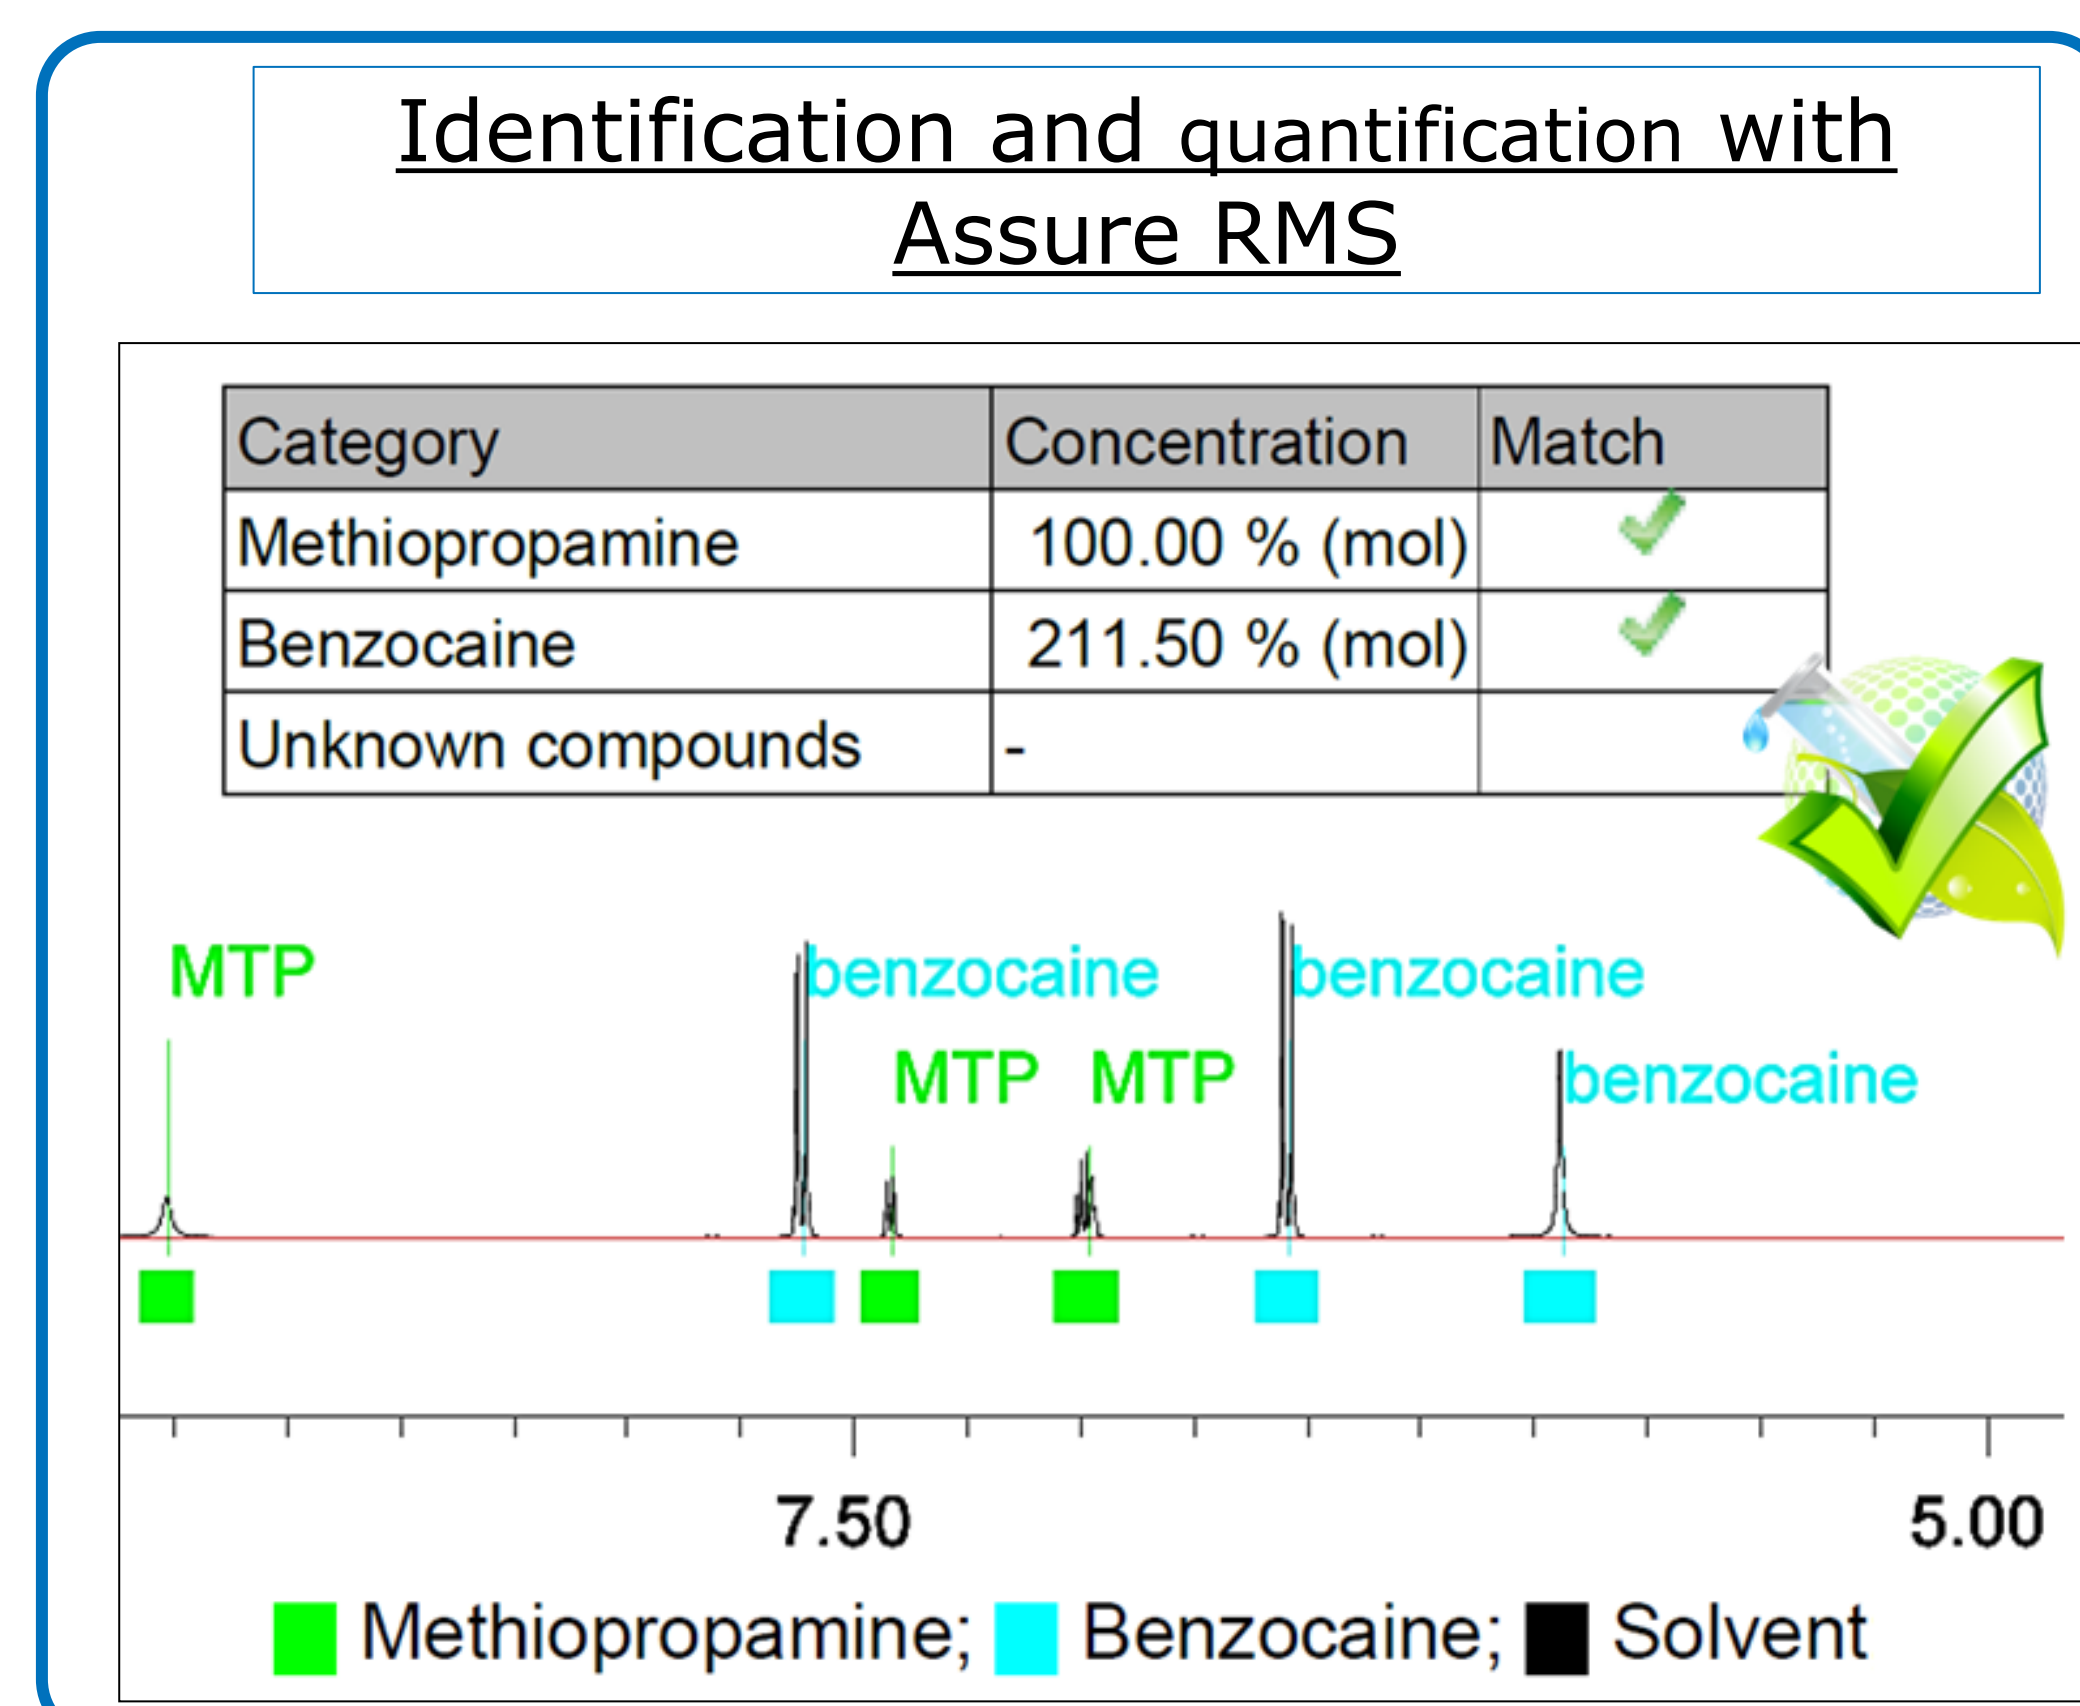 Identification and quantification with
Assure RMS
Category Concentration Match
Methiopropamine 100.00 % (mol)
Benzocaine 211.50 % (mol)
Unknown compounds -
MTP benzocaine benzocaine
MTP MTP benzocaine
7.50 5.00
Methiopropamine; Benzocaine; Solvent